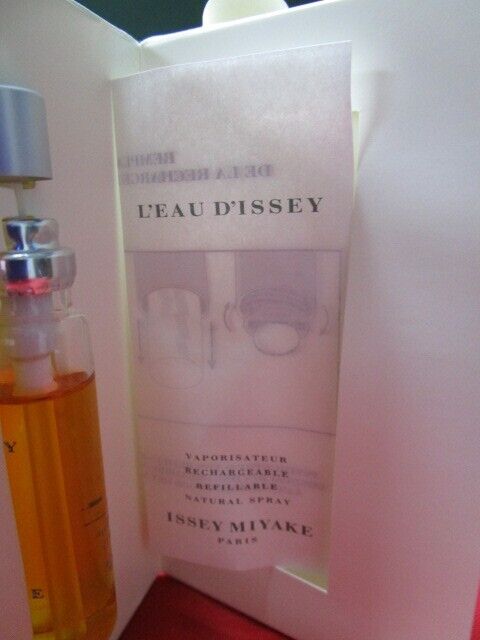 L'EAU D'ISSEY
VAPORISATEUR
RECHARGEABLE
REFILLABLE
NATURAL SPRAY
ISSEY MIYAKE
PARIS
Y
E